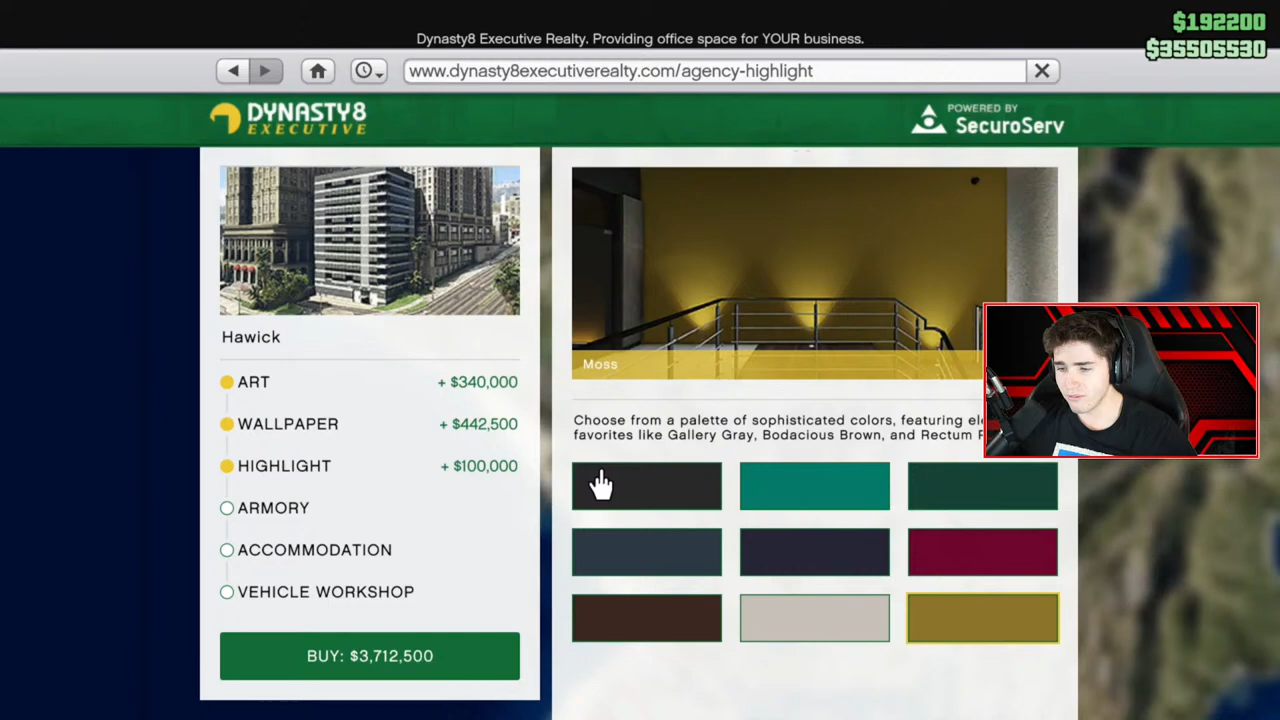 $192200
$35505530
Dynasty8 Executive Realty. Providing office space for YOUR business.
www.dynasty8executiverealty.com/agency-highlight
DYNASTY8
EXECUTIVE
POWERED BY
SecuroServ
Hawick
ART + $340,000
WALLPAPER + $442,500
HIGHLIGHT + $100,000
ARMORY
ACCOMMODATION
VEHICLE WORKSHOP
BUY: $3,712,500
Moss
Choose from a palette of sophisticated colors, featuring
favorites like Gallery Gray, Bodacious Brown, and Rectum